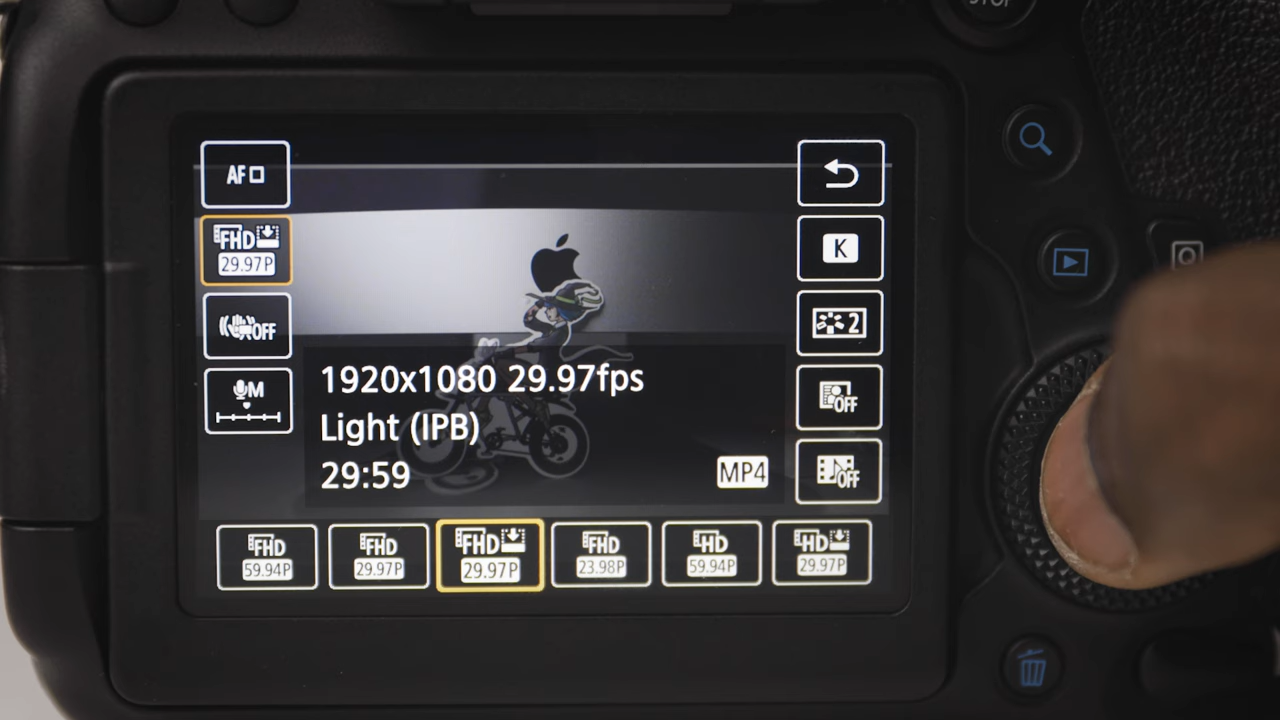 STOP
AF
FHD
29.97P
OFF
M
K
2
OFF
OFF
1920x1080 29.97fps
Light (IPB)
29:59
MP4
FHD
59.94P
FHD
29.97P
FHD
29.97P
FHD
23.98P
HD
59.94P
HD
29.97P
Q